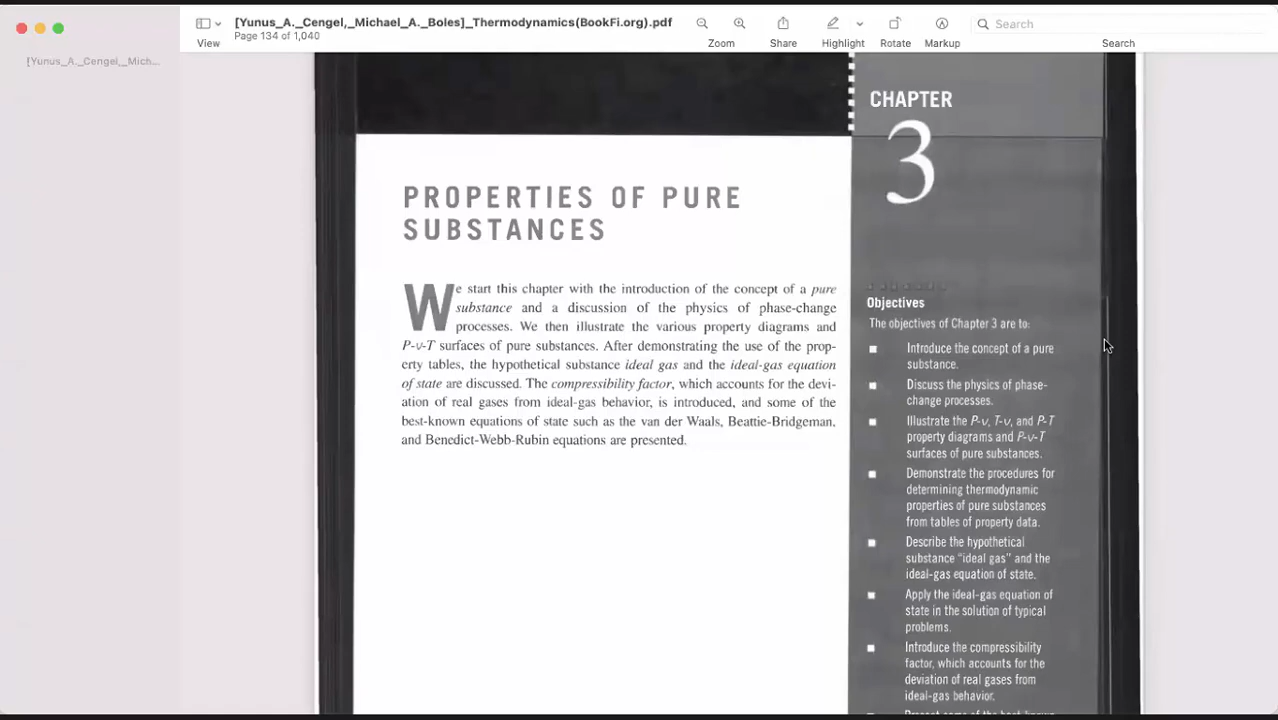 [Yunus_A._Cengel,_Michael_A._Boles]_Thermodynamics(BookFi.org).pdf
Page 134 of 1,040
View
Zoom
Share
Highlight
Rotate
Markup
Search
Search
[Yunus_A._Cengel,_Mich...
CHAPTER
3
PROPERTIES OF PURE
SUBSTANCES
We start this chapter with the introduction of the concept of a pure
substance and a discussion of the physics of phase-change
processes. We then illustrate the various property diagrams and
P-v-T surfaces of pure substances. After demonstrating the use of the prop-
erty tables, the hypothetical substance ideal gas and the ideal-gas equation
of state are discussed. The compressibility factor, which accounts for the devi-
ation of real gases from ideal-gas behavior, is introduced, and some of the
best-known equations of state such as the van der Waals, Beattie-Bridgeman,
and Benedict-Webb-Rubin equations are presented.
Objectives
The objectives of Chapter 3 are to:
Introduce the concept of a pure
substance.
Discuss the physics of phase-
change processes.
Illustrate the P-v, T-v, and P-T
property diagrams and P-v-T
surfaces of pure substances.
Demonstrate the procedures for
determining thermodynamic
properties of pure substances
from tables of property data.
Describe the hypothetical
substance “ideal gas” and the
ideal-gas equation of state.
Apply the ideal-gas equation of
state in the solution of typical
problems.
Introduce the compressibility
factor, which accounts for the
deviation of real gases from
ideal-gas behavior.